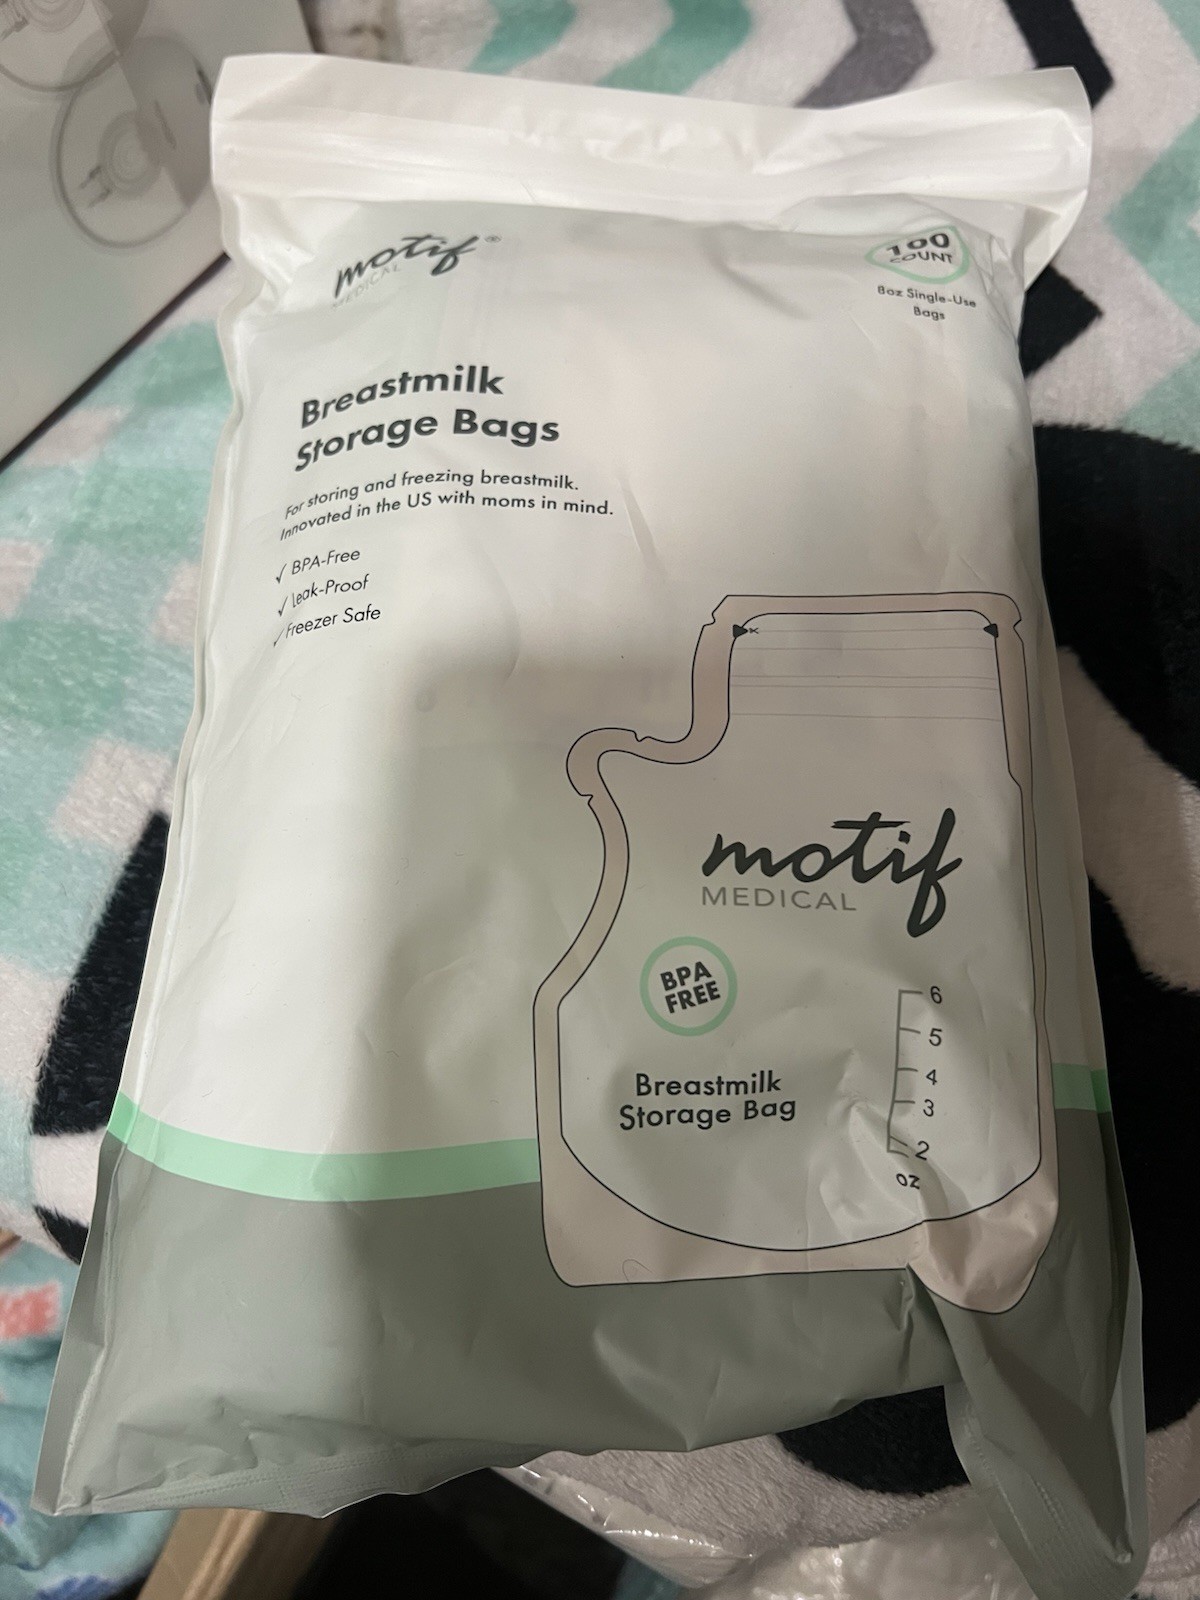 motif®
MEDICAL
100
COUNT
8oz Single-Use
Bags
Breastmilk
Storage Bags
For storing and freezing breastmilk.
Innovated in the US with moms in mind.
✓ BPA-Free
✓ Leak-Proof
✓ Freezer Safe
motif
MEDICAL
BPA
FREE
Breastmilk
Storage Bag
6
5
4
3
2
oz